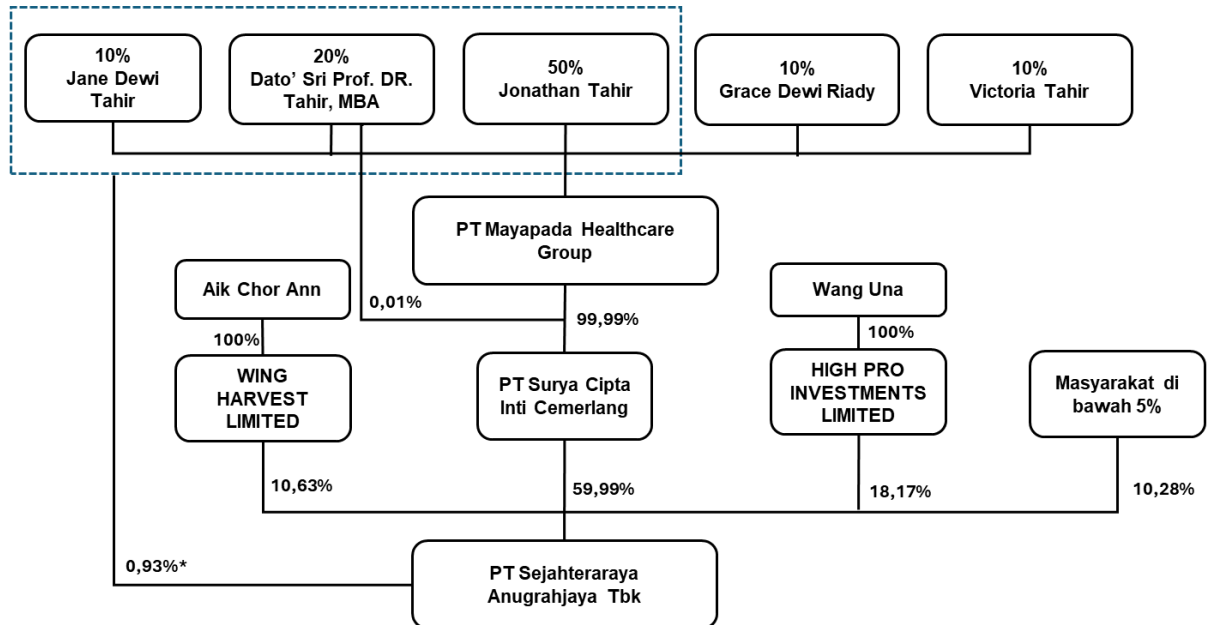 10%
Jane Dewi
Tahir
20%
Dato’ Sri Prof. DR.
Tahir, MBA
50%
Jonathan Tahir
10%
Grace Dewi Riady
10%
Victoria Tahir
PT Mayapada Healthcare
Group
Aik Chor Ann
Wang Una
0,01%
99,99%
100%
100%
WING
HARVEST
LIMITED
PT Surya Cipta
Inti Cemerlang
HIGH PRO
INVESTMENTS
LIMITED
Masyarakat di
bawah 5%
10,63%
59,99%
18,17%
10,28%
0,93%*
PT Sejahteraraya
Anugrahjaya Tbk